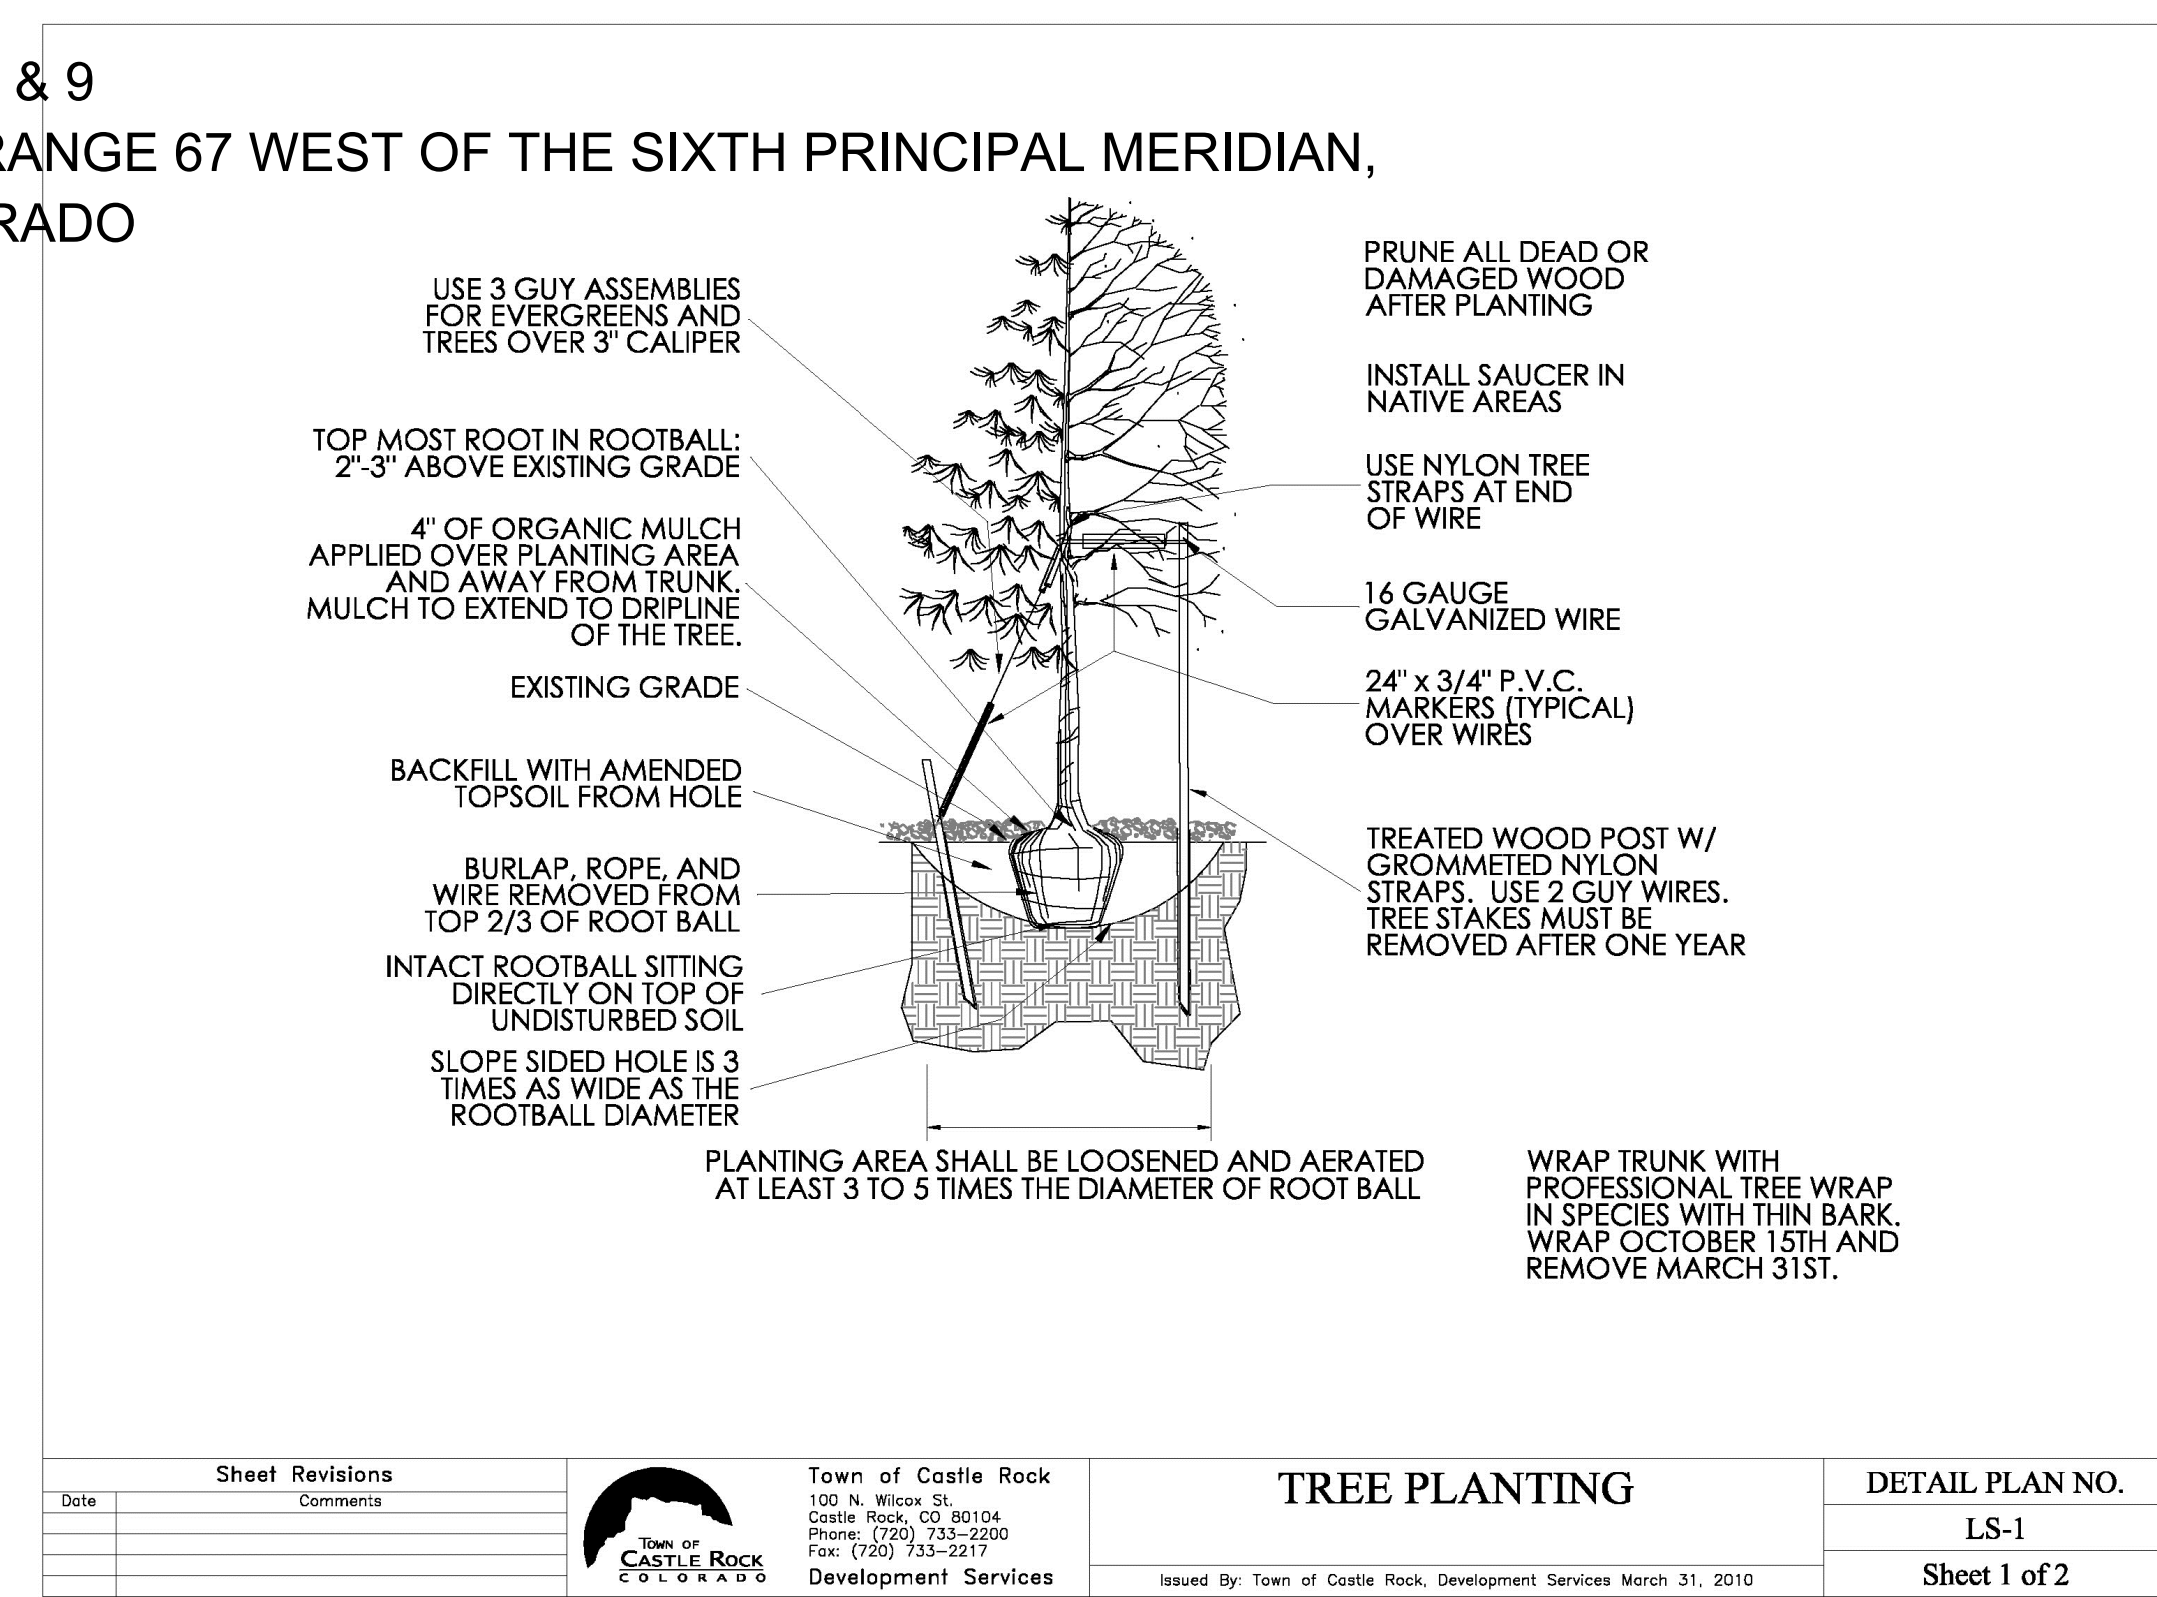 & 9
RANGE 67 WEST OF THE SIXTH PRINCIPAL MERIDIAN,
RADO
USE 3 GUY ASSEMBLIES
FOR EVERGREENS AND
TREES OVER 3" CALIPER
TOP MOST ROOT IN ROOTBALL:
2"-3" ABOVE EXISTING GRADE
4" OF ORGANIC MULCH
APPLIED OVER PLANTING AREA
AND AWAY FROM TRUNK.
MULCH TO EXTEND TO DRIPLINE
OF THE TREE.
EXISTING GRADE
BACKFILL WITH AMENDED
TOPSOIL FROM HOLE
BURLAP, ROPE, AND
WIRE REMOVED FROM
TOP 2/3 OF ROOT BALL
INTACT ROOTBALL SITTING
DIRECTLY ON TOP OF
UNDISTURBED SOIL
SLOPE SIDED HOLE IS 3
TIMES AS WIDE AS THE
ROOTBALL DIAMETER
PRUNE ALL DEAD OR
DAMAGED WOOD
AFTER PLANTING
INSTALL SAUCER IN
NATIVE AREAS
USE NYLON TREE
STRAPS AT END
OF WIRE
16 GAUGE
GALVANIZED WIRE
24" x 3/4" P.V.C.
MARKERS (TYPICAL)
OVER WIRES
TREATED WOOD POST W/
GROMMETED NYLON
STRAPS. USE 2 GUY WIRES.
TREE STAKES MUST BE
REMOVED AFTER ONE YEAR
PLANTING AREA SHALL BE LOOSENED AND AERATED
AT LEAST 3 TO 5 TIMES THE DIAMETER OF ROOT BALL
WRAP TRUNK WITH
PROFESSIONAL TREE WRAP
IN SPECIES WITH THIN BARK.
WRAP OCTOBER 15TH AND
REMOVE MARCH 31ST.
Sheet Revisions
Date
Comments
TOWN OF
CASTLE ROCK
COLORADO
Town of Castle Rock
100 N. Wilcox St.
Castle Rock, CO 80104
Phone: (720) 733-2200
Fax: (720) 733-2217
Development Services
TREE PLANTING
Issued By: Town of Castle Rock, Development Services March 31, 2010
DETAIL PLAN NO.
LS-1
Sheet 1 of 2